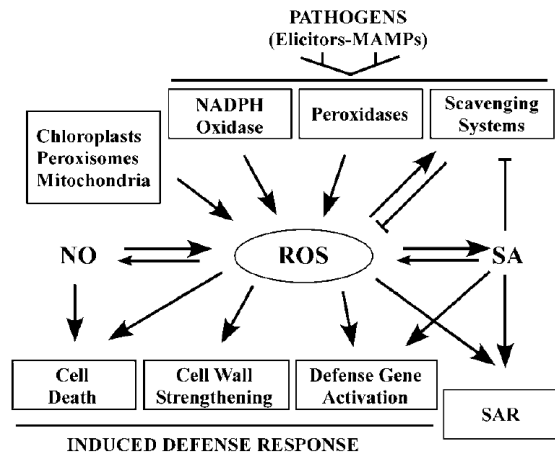 PATHOGENS
(Elicitors-MAMPs)
NADPH
Oxidase
Peroxidases
Scavenging
Systems
Chloroplasts
Peroxisomes
Mitochondria
NO
ROS
SA
Cell
Death
Cell Wall
Strengthening
Defense Gene
Activation
SAR
INDUCED DEFENSE RESPONSE